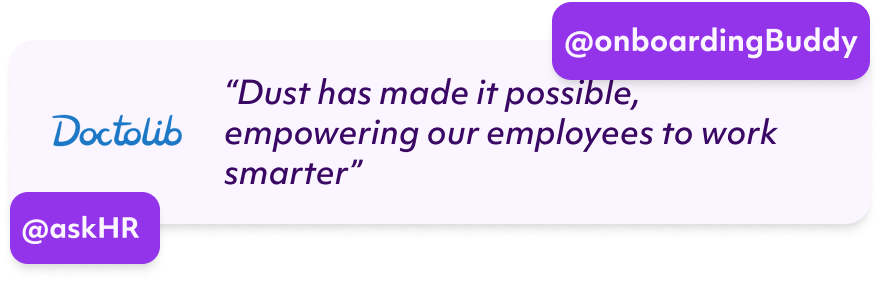 @onboardingBuddy
Doctolib
“Dust has made it possible,
empowering our employees to work
smarter”
@askHR